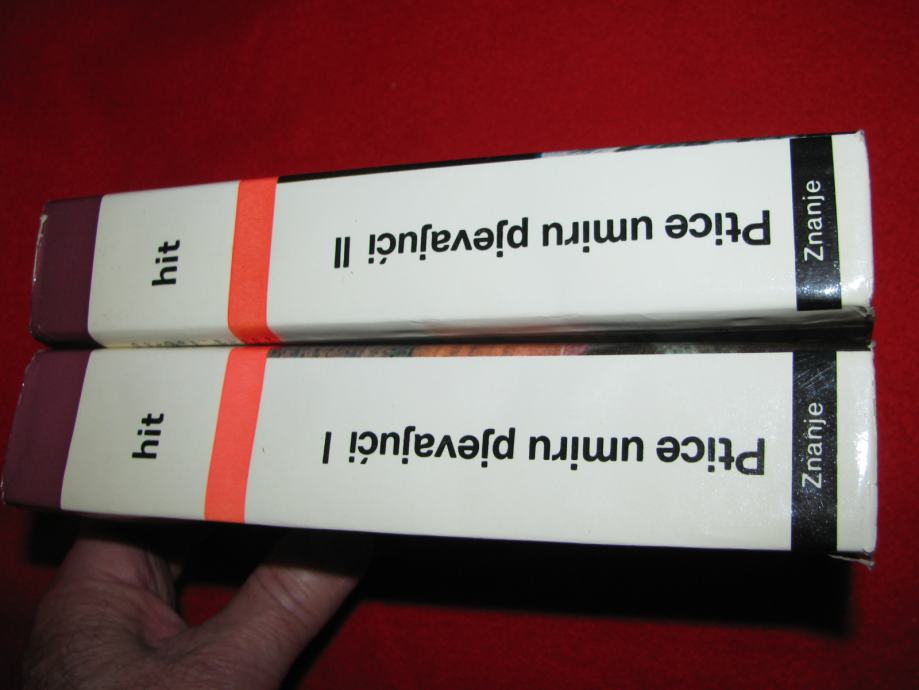 hit
Ptice umiru pjevajući II
Znanje
hit
Ptice umiru pjevajući I
Znanje